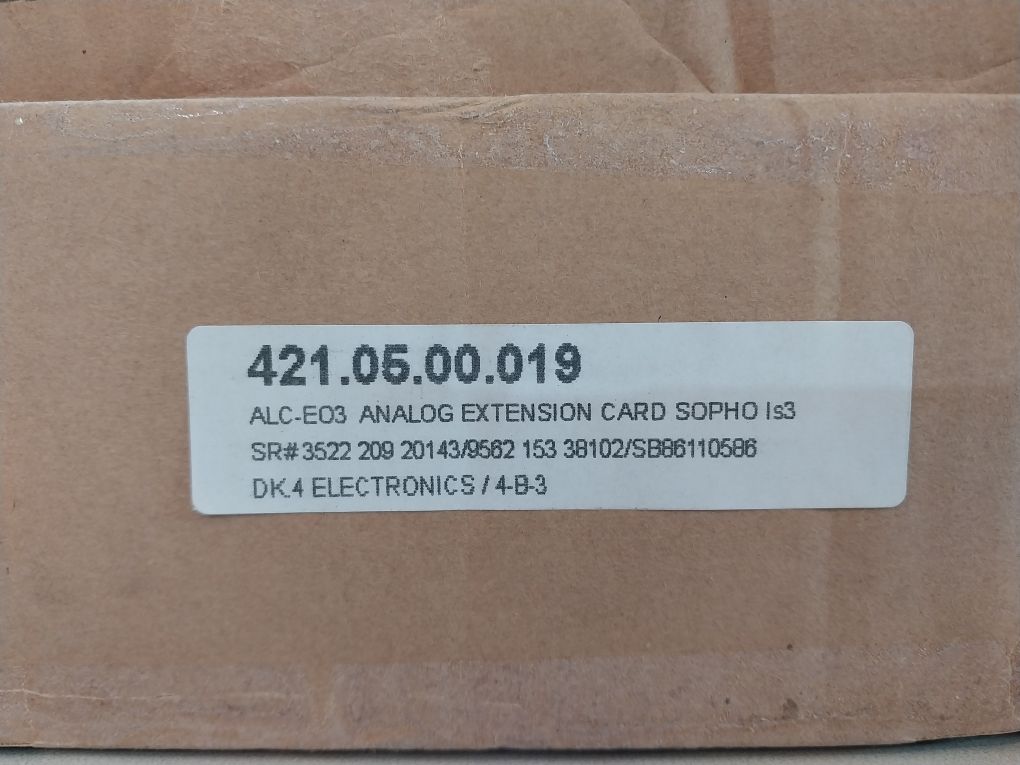 421.05.00.019
ALC-E03 ANALOG EXTENSION CARD SOPHO Is3
SR# 3522 209 20143/9562 153 38102/SB86110586
DK.4 ELECTRONICS / 4-B-3